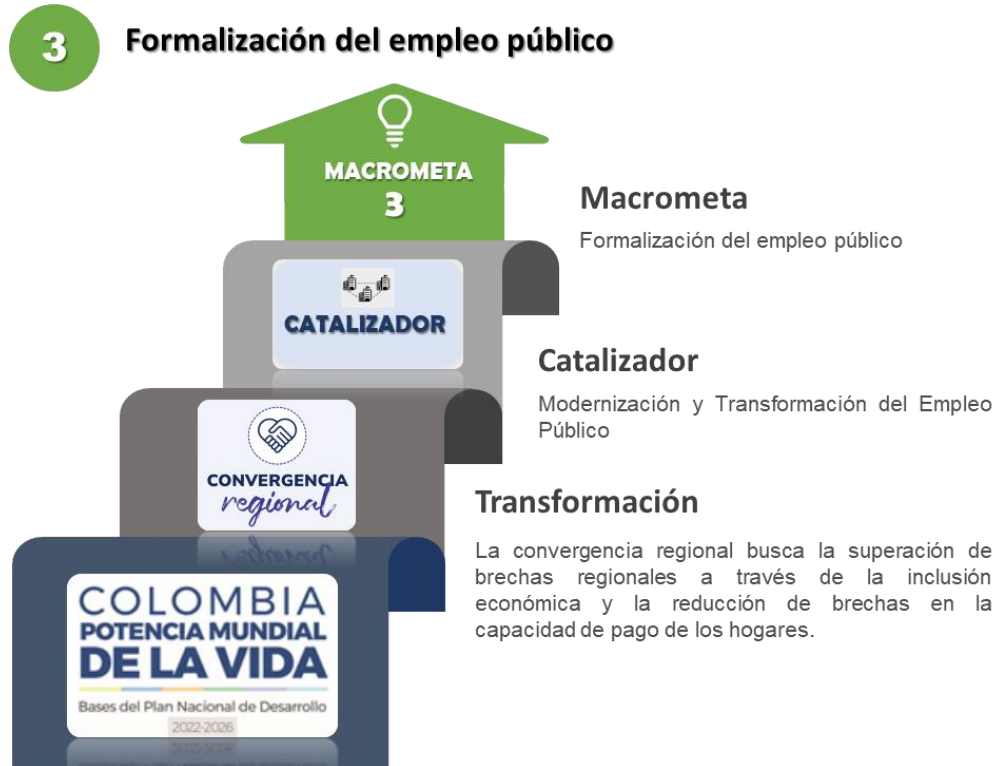 3
Formalización del empleo público
MACROMETA
3
Macrometa
Formalización del empleo público
CATALIZADOR
Catalizador
Modernización y Transformación del Empleo
Público
CONVERGENCIA
regional
Transformación
La convergencia regional busca la superación de
brechas regionales a través de la inclusión
económica y la reducción de brechas en la
capacidad de pago de los hogares.
COLOMBIA
POTENCIA MUNDIAL
DE LA VIDA
Bases del Plan Nacional de Desarrollo
2022-2026